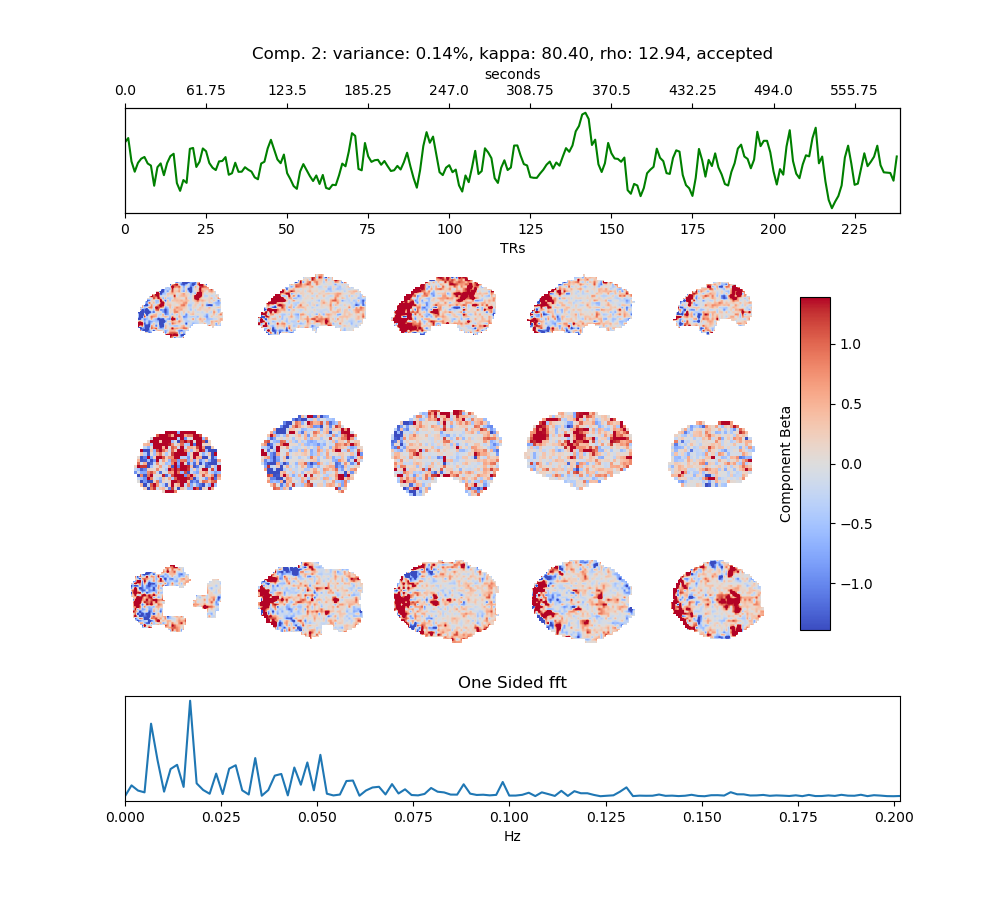 Comp. 2: variance: 0.14%, kappa: 80.40, rho: 12.94, accepted
seconds
0.0 61.75 123.5 185.25 247.0 308.75 370.5 432.25 494.0 555.75
0 25 50 75 100 125 150 175 200 225
TRs
1.0
0.5
0.0
−0.5
−1.0
Component Beta
One Sided fft
0.000 0.025 0.050 0.075 0.100 0.125 0.150 0.175 0.200
Hz